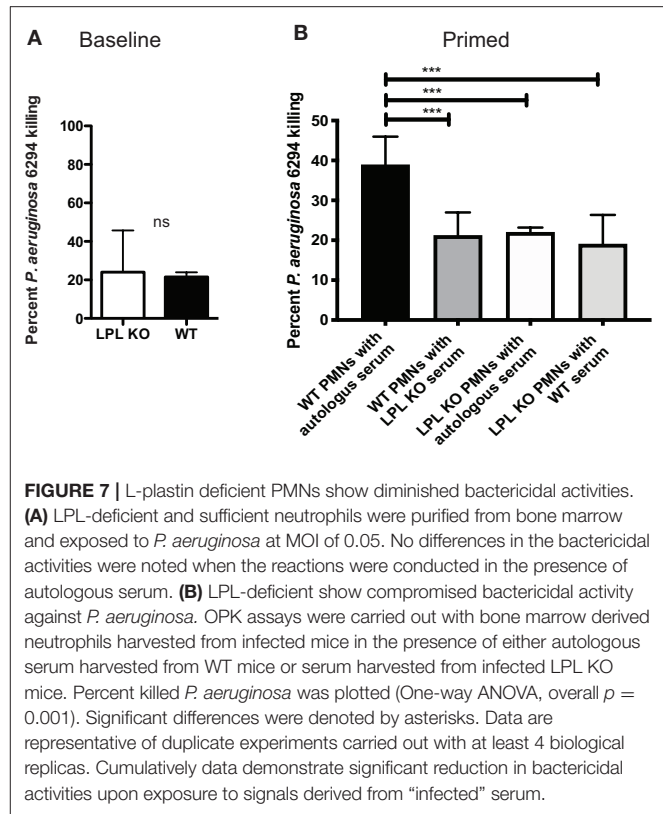 A Baseline
Percent P. aeruginosa 6294 killing
100
80
60
40
20
0
ns
LPL KO WT
B Primed
***
***
***
Percent P. aeruginosa 6294 killing
50
40
30
20
10
0
WT PMNs with
autologus serum
WT PMNs with
LPL KO serum
LPL KO PMNs with
autologous serum
LPL KO PMNs with
WT serum
FIGURE 7 | L-plastin deficient PMNs show diminished bactericidal activities.
(A) LPL-deficient and sufficient neutrophils were purified from bone marrow
and exposed to P. aeruginosa at MOI of 0.05. No differences in the bactericidal
activities were noted when the reactions were conducted in the presence of
autologous serum. (B) LPL-deficient show compromised bactericidal activity
against P. aeruginosa. OPK assays were carried out with bone marrow derived
neutrophils harvested from infected mice in the presence of either autologous
serum harvested from WT mice or serum harvested from infected LPL KO
mice. Percent killed P. aeruginosa was plotted (One-way ANOVA, overall p =
0.001). Significant differences were denoted by asterisks. Data are
representative of duplicate experiments carried out with at least 4 biological
replicas. Cumulatively data demonstrate significant reduction in bactericidal
activities upon exposure to signals derived from “infected” serum.